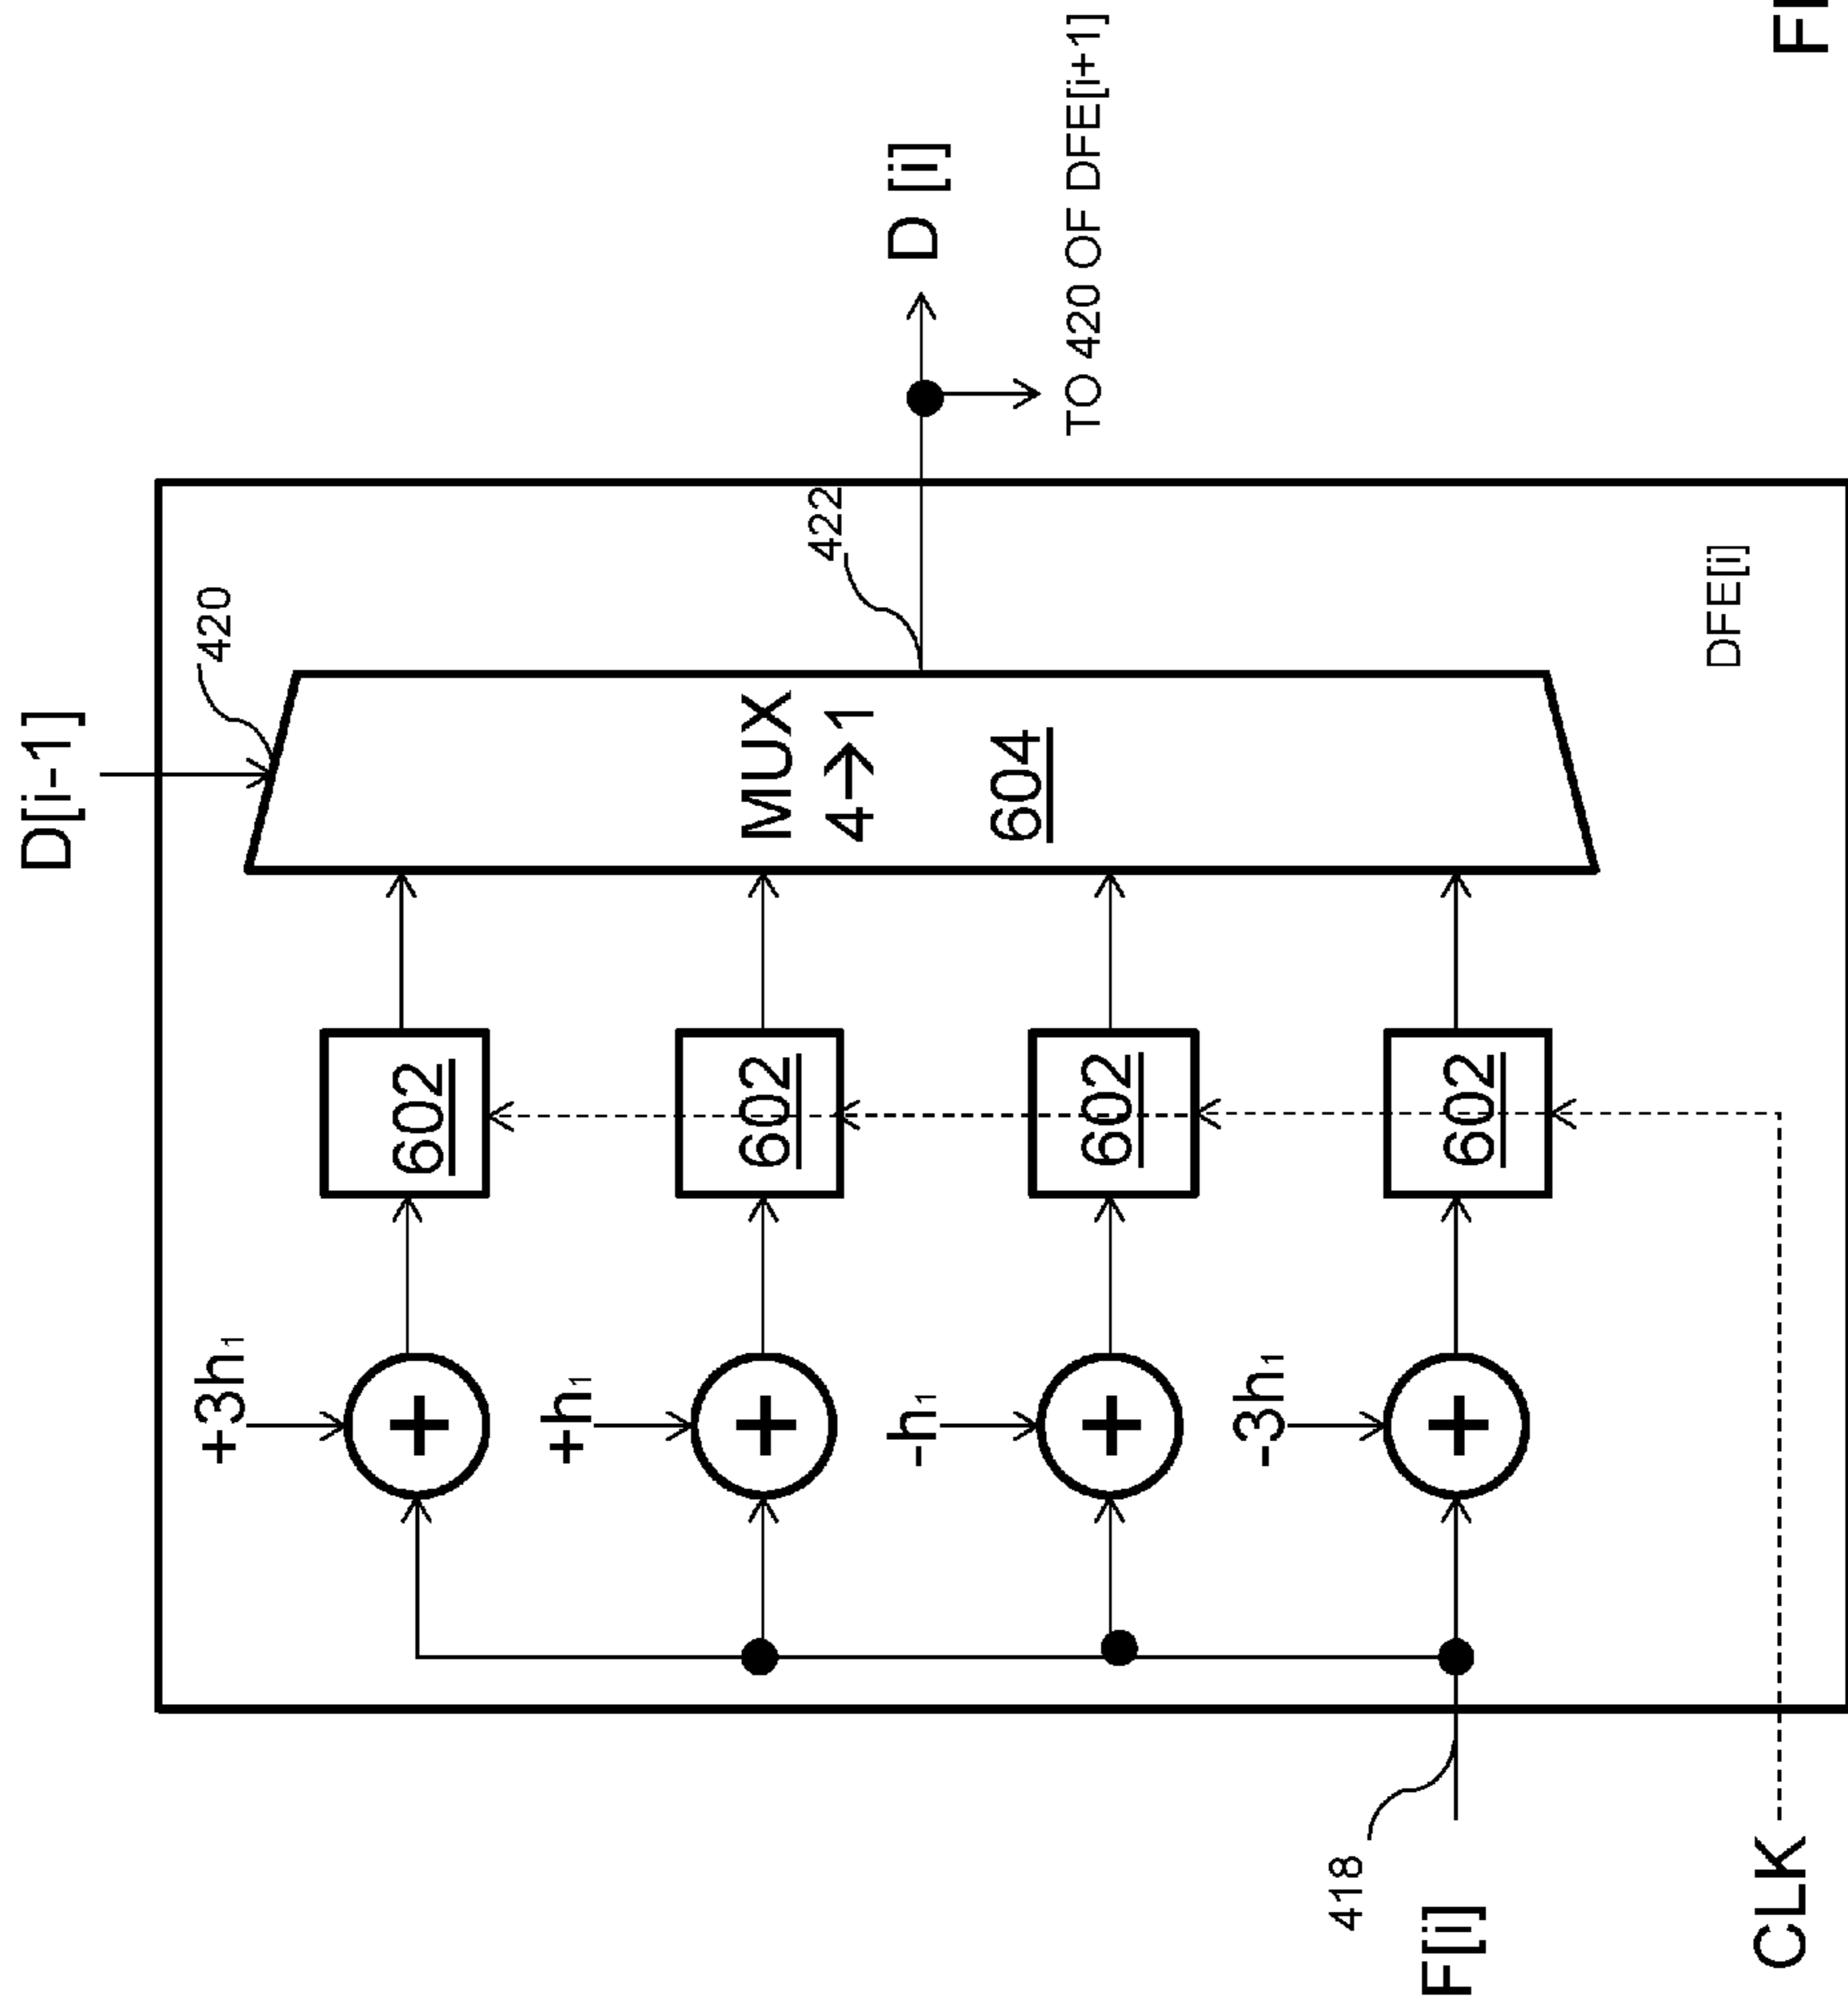 D[i-1]
420
+3h₁
602
+h₁
602
MUX
4→1
604
422
D [i]
TO 420 OF DFE[i+1]
-h₁
602
-3h₁
602
418
F[i]
DFE[i]
CLK